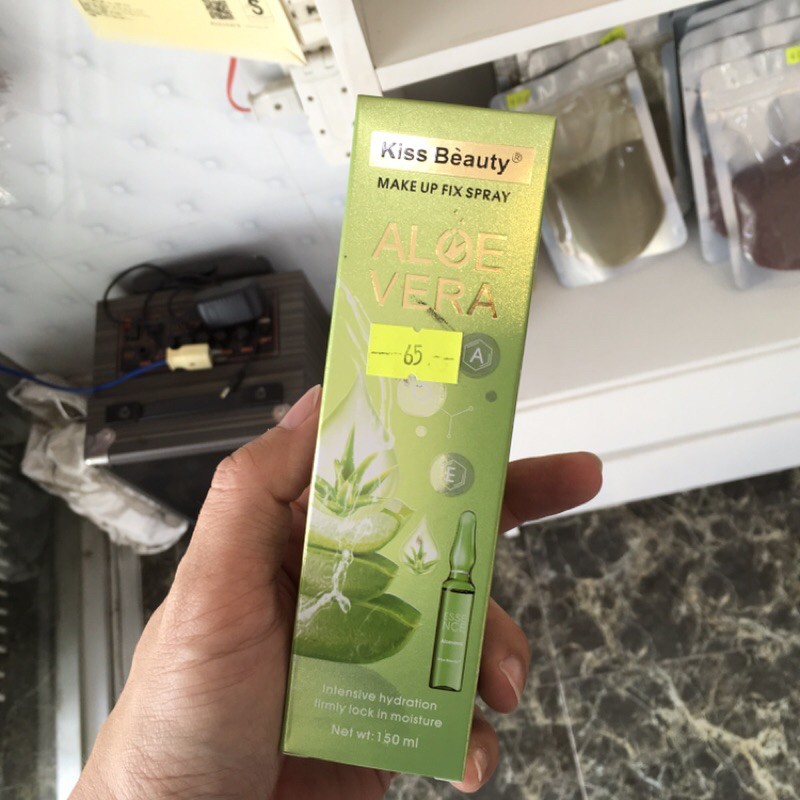 S
Kiss Bèauty®
MAKE UP FIX SPRAY
ALOE
VERA
65.-
A
E
NCE
Intensive hydration
firmly lock in moisture
Net wt: 150 ml